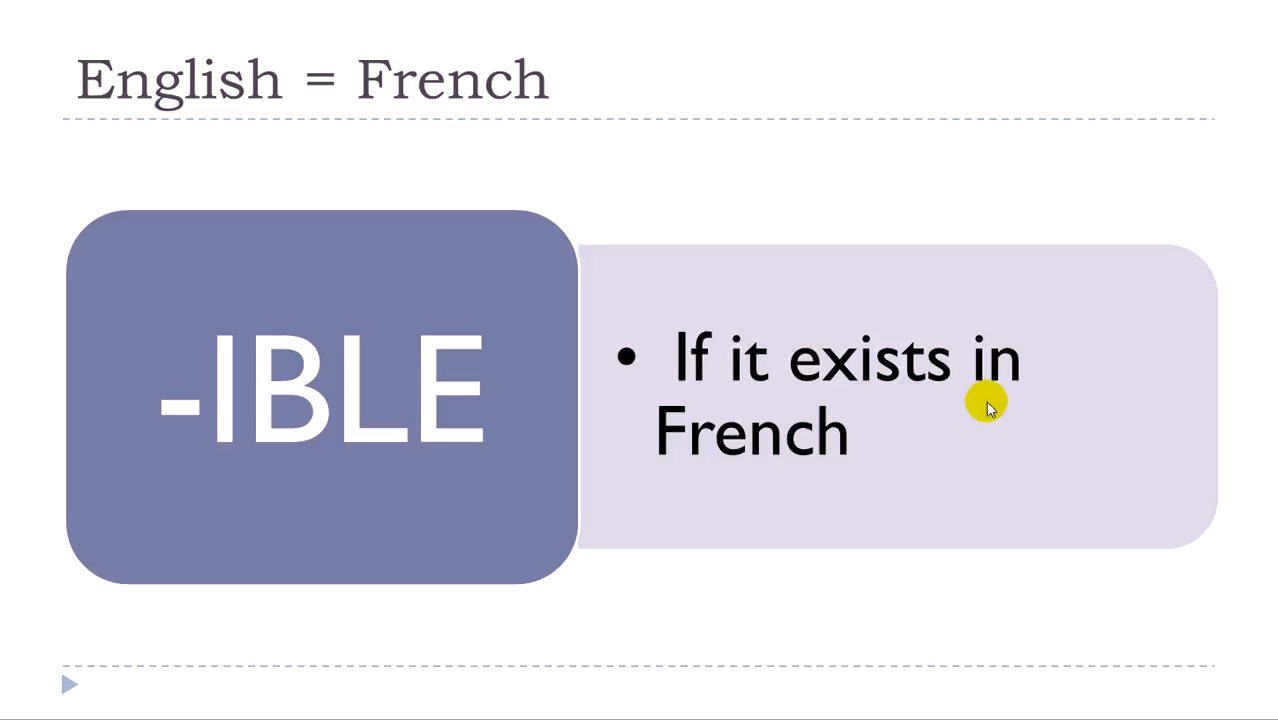 English = French
-IBLE
• If it exists in
French